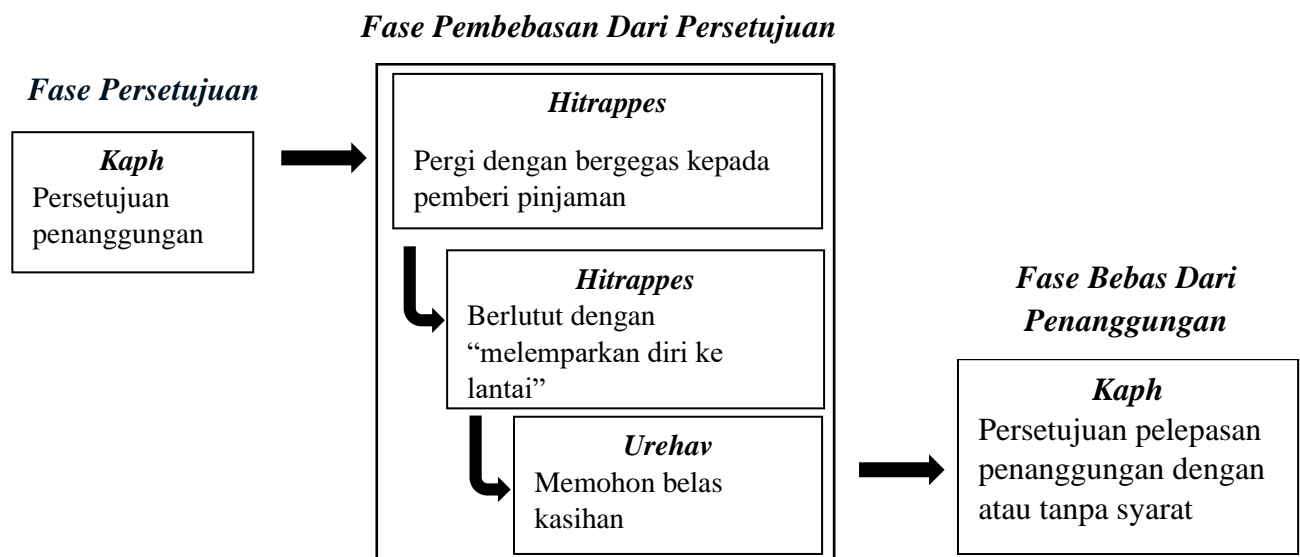 Fase Pembebasan Dari Persetujuan
Fase Persetujuan
Kaph
Persetujuan
penanggungan
Hitrappes
Pergi dengan bergegas kepada
pemberi pinjaman
Hitrappes
Berlutut dengan
“melemparkan diri ke
lantai”
Urehav
Memohon belas
kasihan
Fase Bebas Dari
Penanggungan
Kaph
Persetujuan pelepasan
penanggungan dengan
atau tanpa syarat